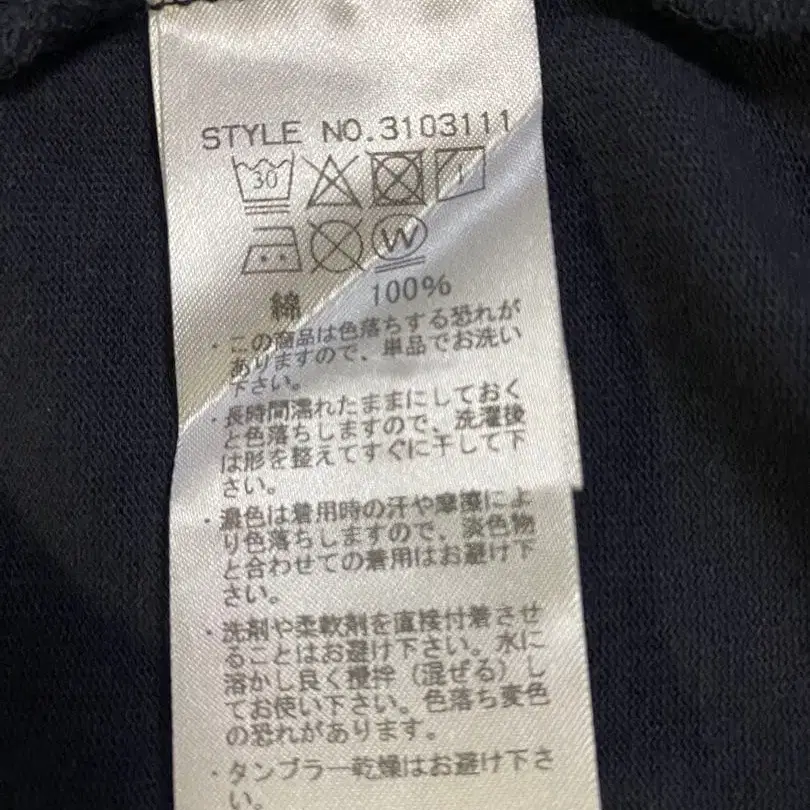 STYLE NO.3103111
30
W
綿 100%
・この商品は色落ちする恐れが
ありますので、単品でお洗い
下さい。
・長時間濡れたままにしておく
と色落ちしますので、洗濯後
は形を整えてすぐに干して下
さい。
・濃色は着用時の汗や摩擦によ
り色落ちしますので、淡色物
と合わせての着用はお避け下
さい。
・洗剤や柔軟剤を直接付着させ
ることはお避け下さい。水に
溶かし良く攪拌（混ぜる）し
てお使い下さい。色落ち変色
の恐れがあります。
・タンブラー乾燥はお避け下さ
い。